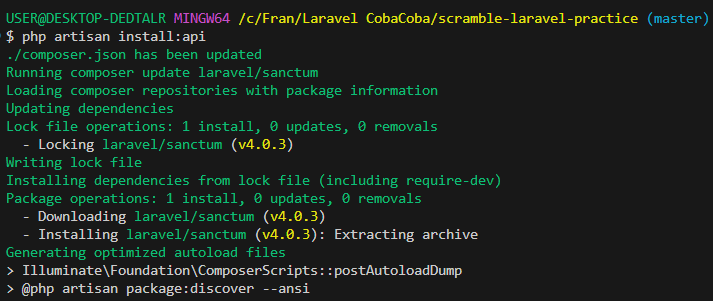 USER@DESKTOP-DEDTALR MINGW64 /c/Fran/Laravel CobaCoba/scramble-laravel-practice (master)
$ php artisan install:api
./composer.json has been updated
Running composer update laravel/sanctum
Loading composer repositories with package information
Updating dependencies
Lock file operations: 1 install, 0 updates, 0 removals
  - Locking laravel/sanctum (v4.0.3)
Writing lock file
Installing dependencies from lock file (including require-dev)
Package operations: 1 install, 0 updates, 0 removals
  - Downloading laravel/sanctum (v4.0.3)
  - Installing laravel/sanctum (v4.0.3): Extracting archive
Generating optimized autoload files
> Illuminate\Foundation\ComposerScripts::postAutoloadDump
> @php artisan package:discover --ansi